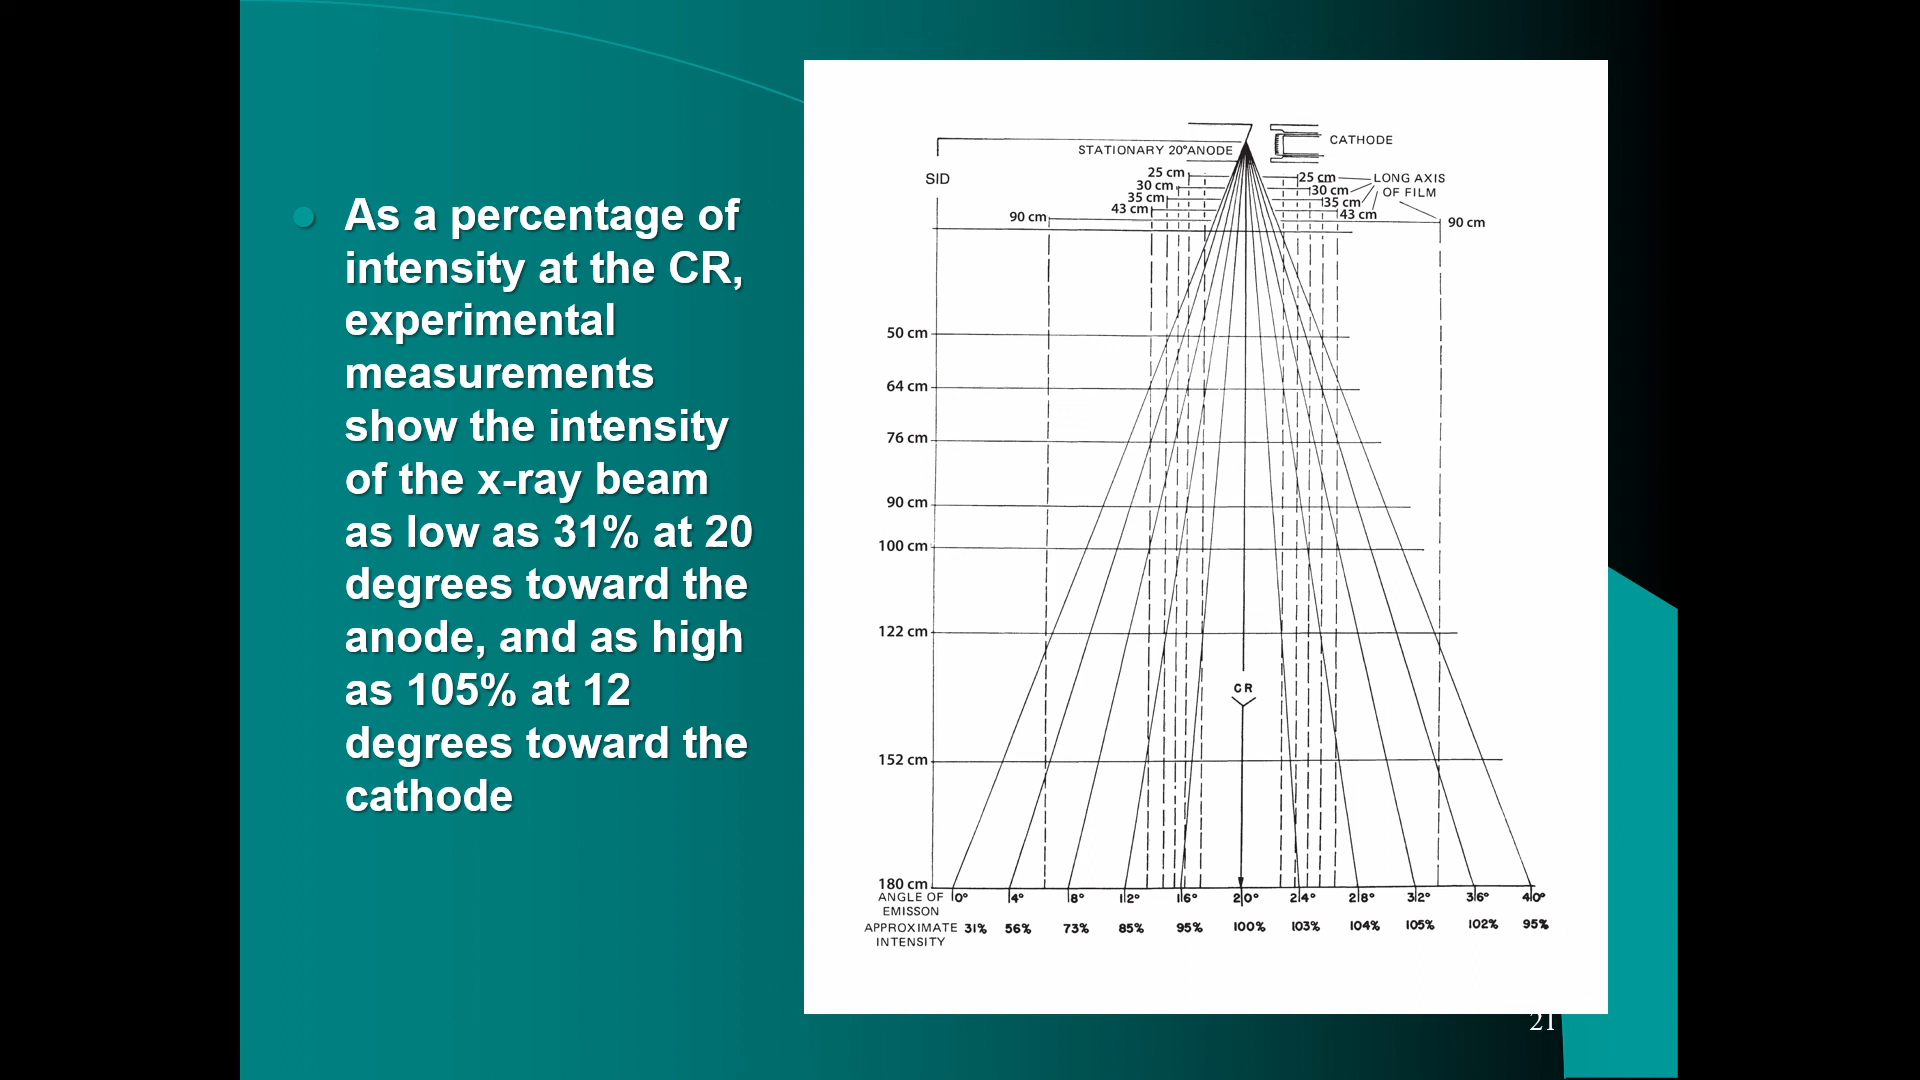 As a percentage of
intensity at the CR,
experimental
measurements
show the intensity
of the x-ray beam
as low as 31% at 20
degrees toward the
anode, and as high
as 105% at 12
degrees toward the
cathode
CATHODE
STATIONARY 20°ANODE
SID
25 cm
30 cm
35 cm
43 cm
90 cm
25 cm
30 cm
35 cm
43 cm
90 cm
LONG AXIS
OF FILM
50 cm
64 cm
76 cm
90 cm
100 cm
122 cm
CR
152 cm
180 cm
ANGLE OF
EMISSON
0° 4° 8° 12° 16° 20° 24° 28° 32° 36° 40°
APPROXIMATE
INTENSITY
31% 56% 73% 85% 95% 100% 103% 104% 105% 102% 95%
21